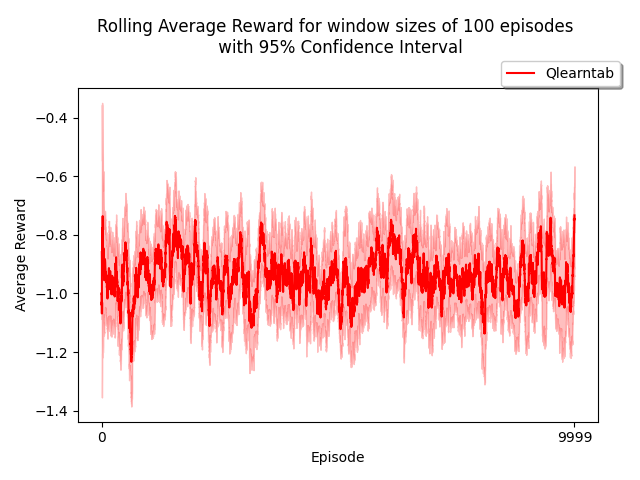 Rolling Average Reward for window sizes of 100 episodes
with 95% Confidence Interval
Qlearntab
Average Reward
−0.4
−0.6
−0.8
−1.0
−1.2
−1.4
0
9999
Episode